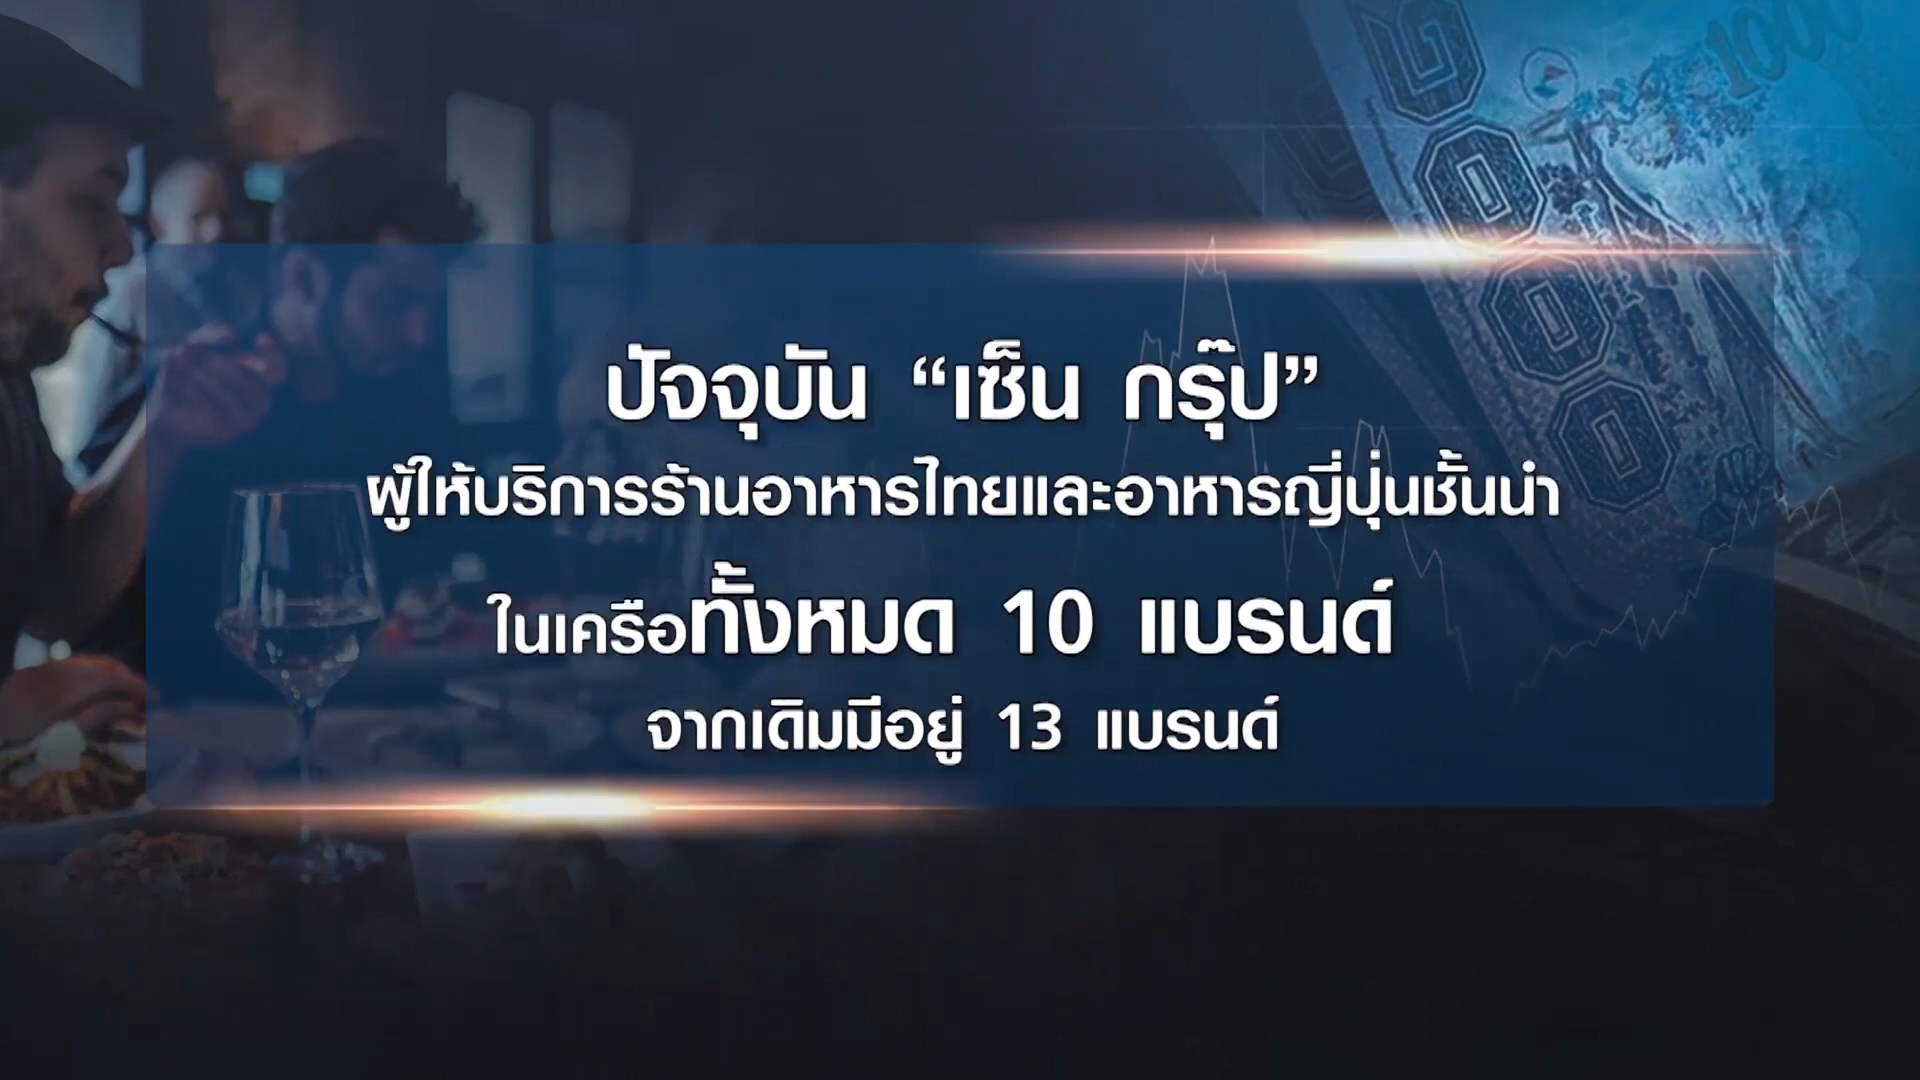 1000
ปัจจุบัน “เซ็น กรุ๊ป”
ผู้ให้บริการร้านอาหารไทยและอาหารญี่ปุ่นชั้นนำ
ในเครือทั้งหมด 10 แบรนด์
จากเดิมมีอยู่ 13 แบรนด์